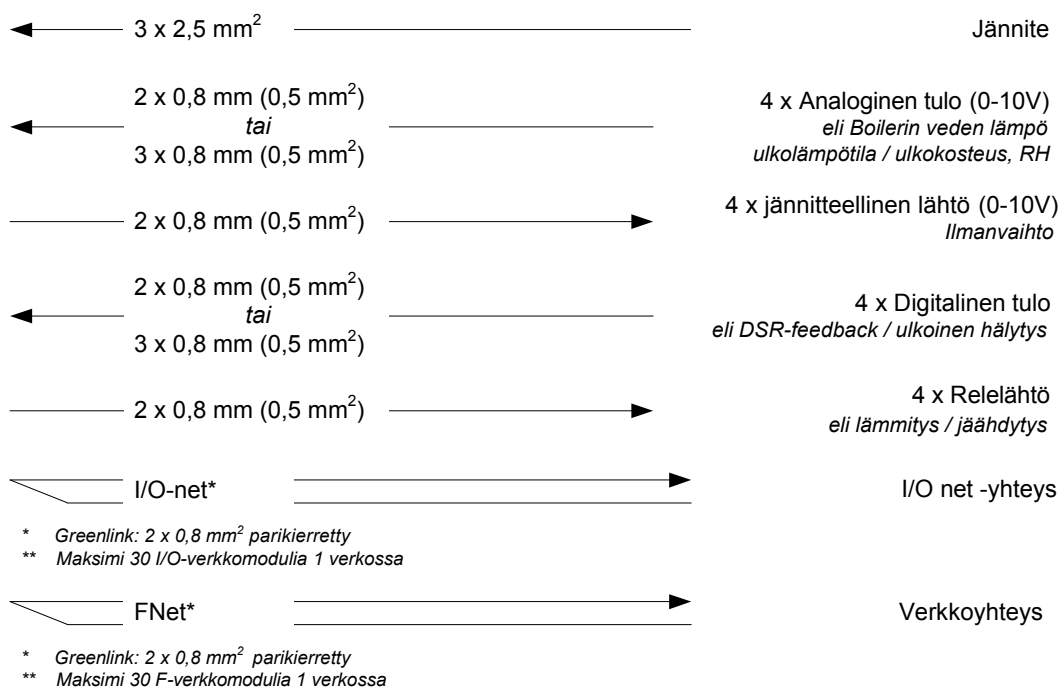 3 x 2,5 mm² Jännite
2 x 0,8 mm (0,5 mm²)
tai
3 x 0,8 mm (0,5 mm²)
4 x Analoginen tulo (0-10V)
eli Boilerin veden lämpö
ulkolämpötila / ulkokosteus, RH
2 x 0,8 mm (0,5 mm²)
4 x jännitteellinen lähtö (0-10V)
Ilmanvaihto
2 x 0,8 mm (0,5 mm²)
tai
3 x 0,8 mm (0,5 mm²)
4 x Digitalinen tulo
eli DSR-feedback / ulkoinen hälytys
2 x 0,8 mm (0,5 mm²)
4 x Relelähtö
eli lämmitys / jäähdytys
I/O-net* I/O net -yhteys
* Greenlink: 2 x 0,8 mm² parikierretty
** Maksimi 30 I/O-verkkomodulia 1 verkossa
FNet* Verkkoyhteys
* Greenlink: 2 x 0,8 mm² parikierretty
** Maksimi 30 F-verkkomodulia 1 verkossa